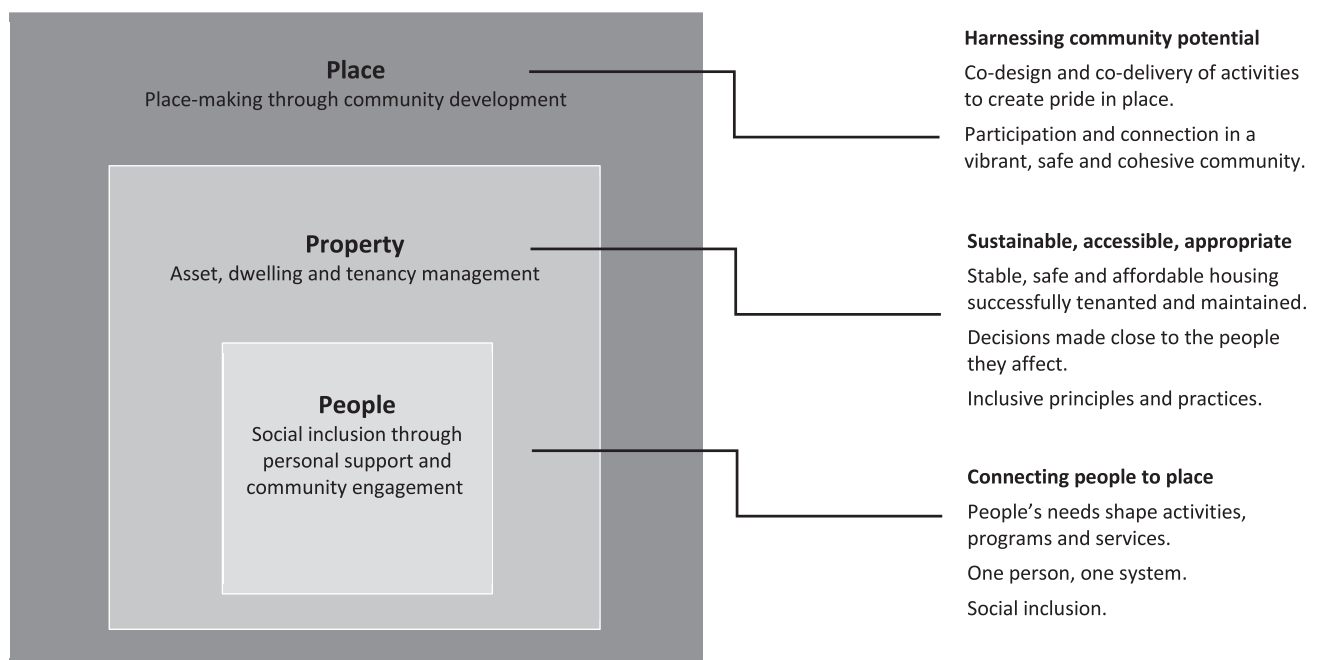 Place
Place-making through community development
Harnessing community potential
Co-design and co-delivery of activities
to create pride in place.
Participation and connection in a
vibrant, safe and cohesive community.
Property
Asset, dwelling and tenancy management
Sustainable, accessible, appropriate
Stable, safe and affordable housing
successfully tenanted and maintained.
Decisions made close to the people
they affect.
Inclusive principles and practices.
People
Social inclusion through
personal support and
community engagement
Connecting people to place
People’s needs shape activities,
programs and services.
One person, one system.
Social inclusion.